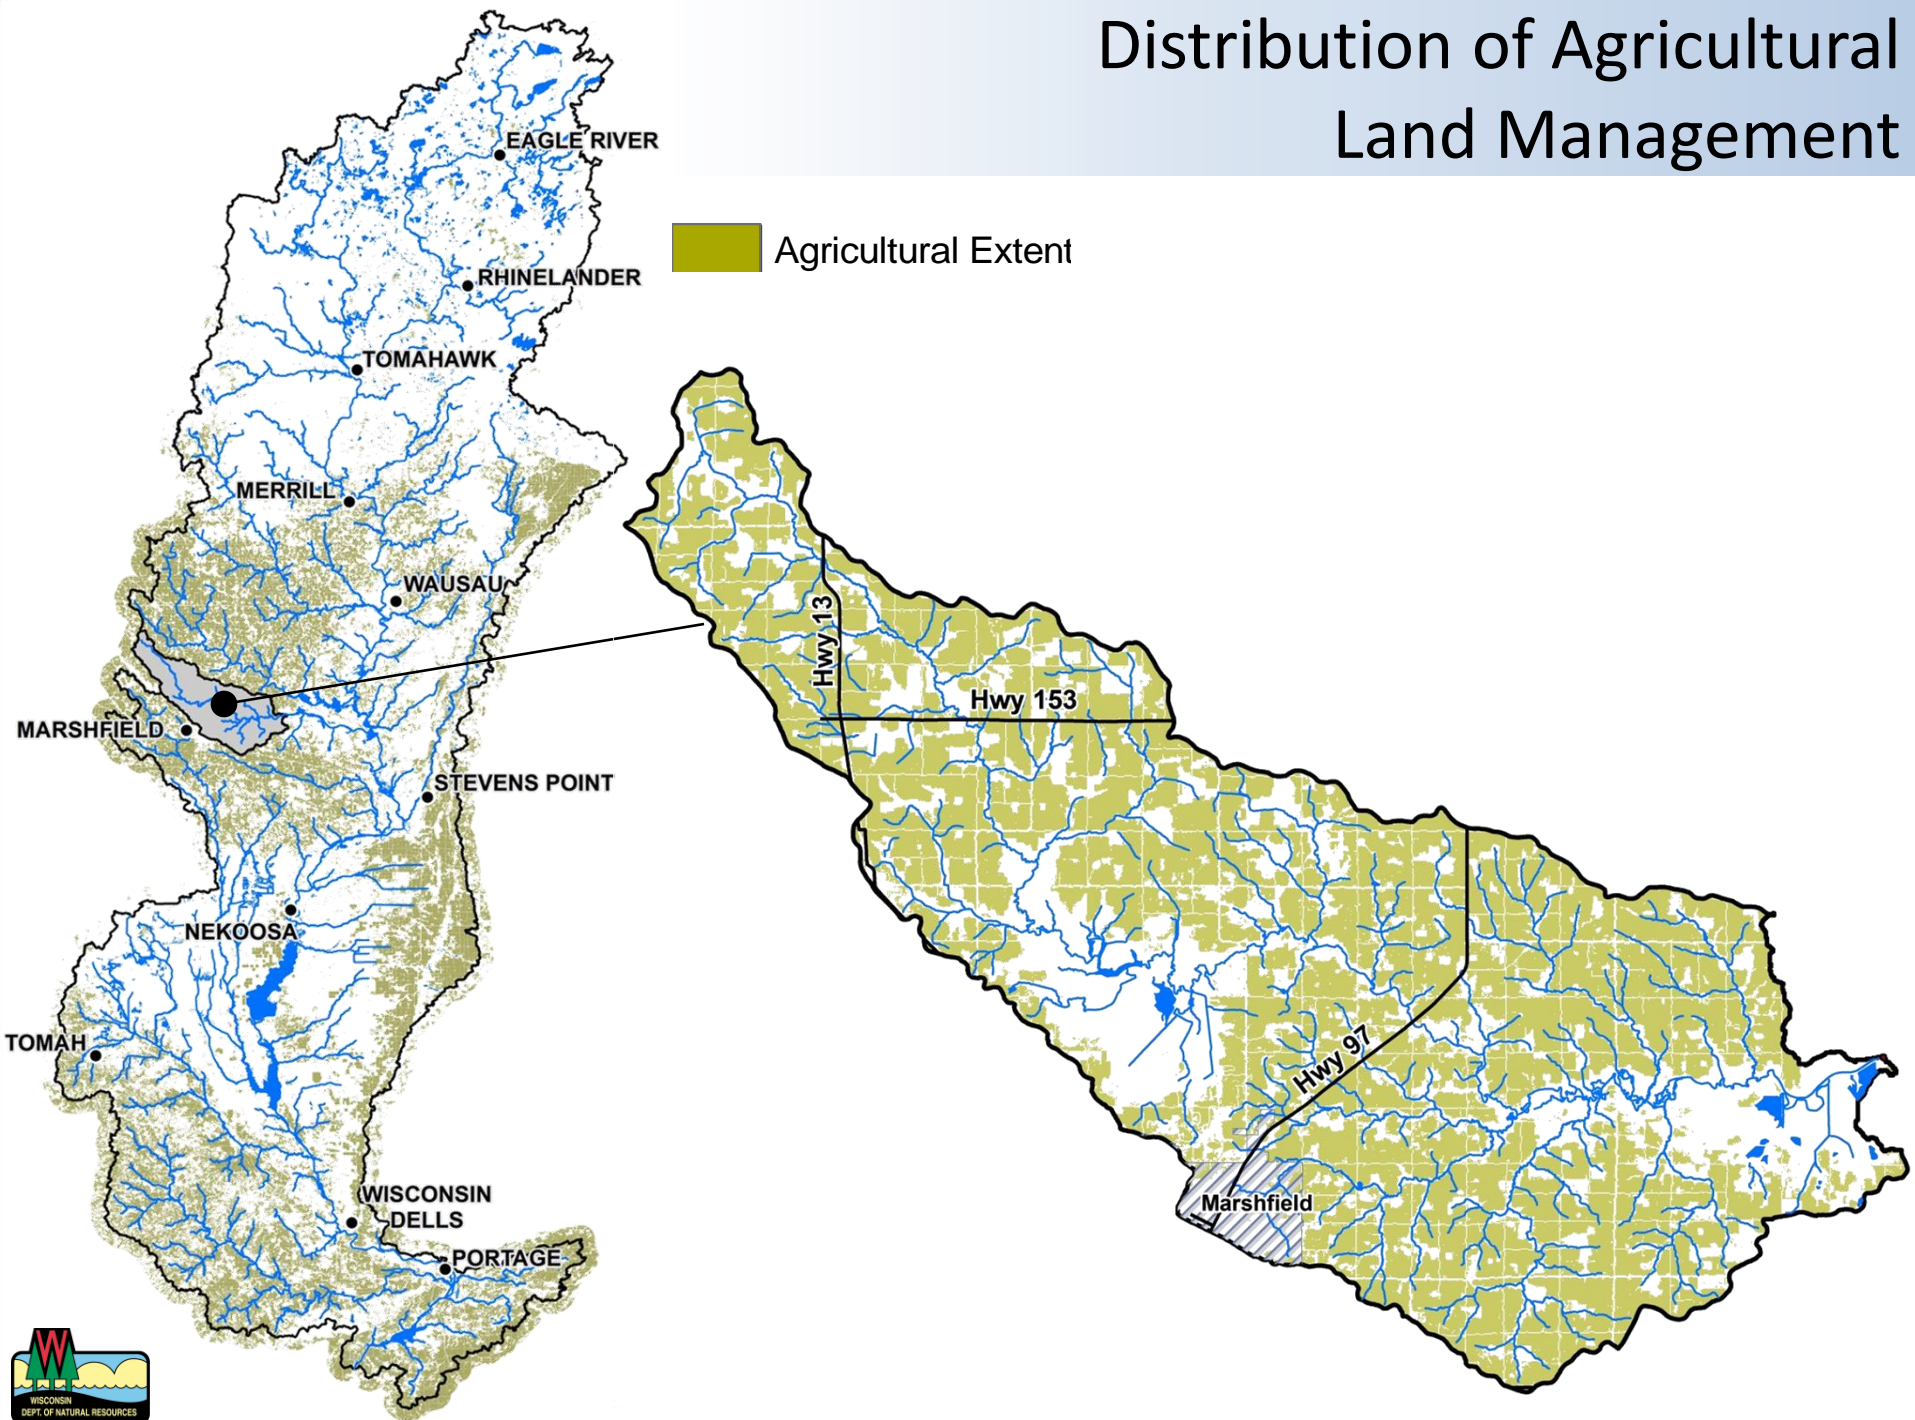 Distribution of Agricultural
Land Management
Agricultural Extent
EAGLE RIVER
RHINELANDER
TOMAHAWK
MERRILL
WAUSAU
MARSHFIELD
STEVENS POINT
NEKOOSA
TOMAH
WISCONSIN
DELLS
PORTAGE
Hwy 13
Hwy 153
Hwy 97
Marshfield
W
WISCONSIN
DEPT. OF NATURAL RESOURCES